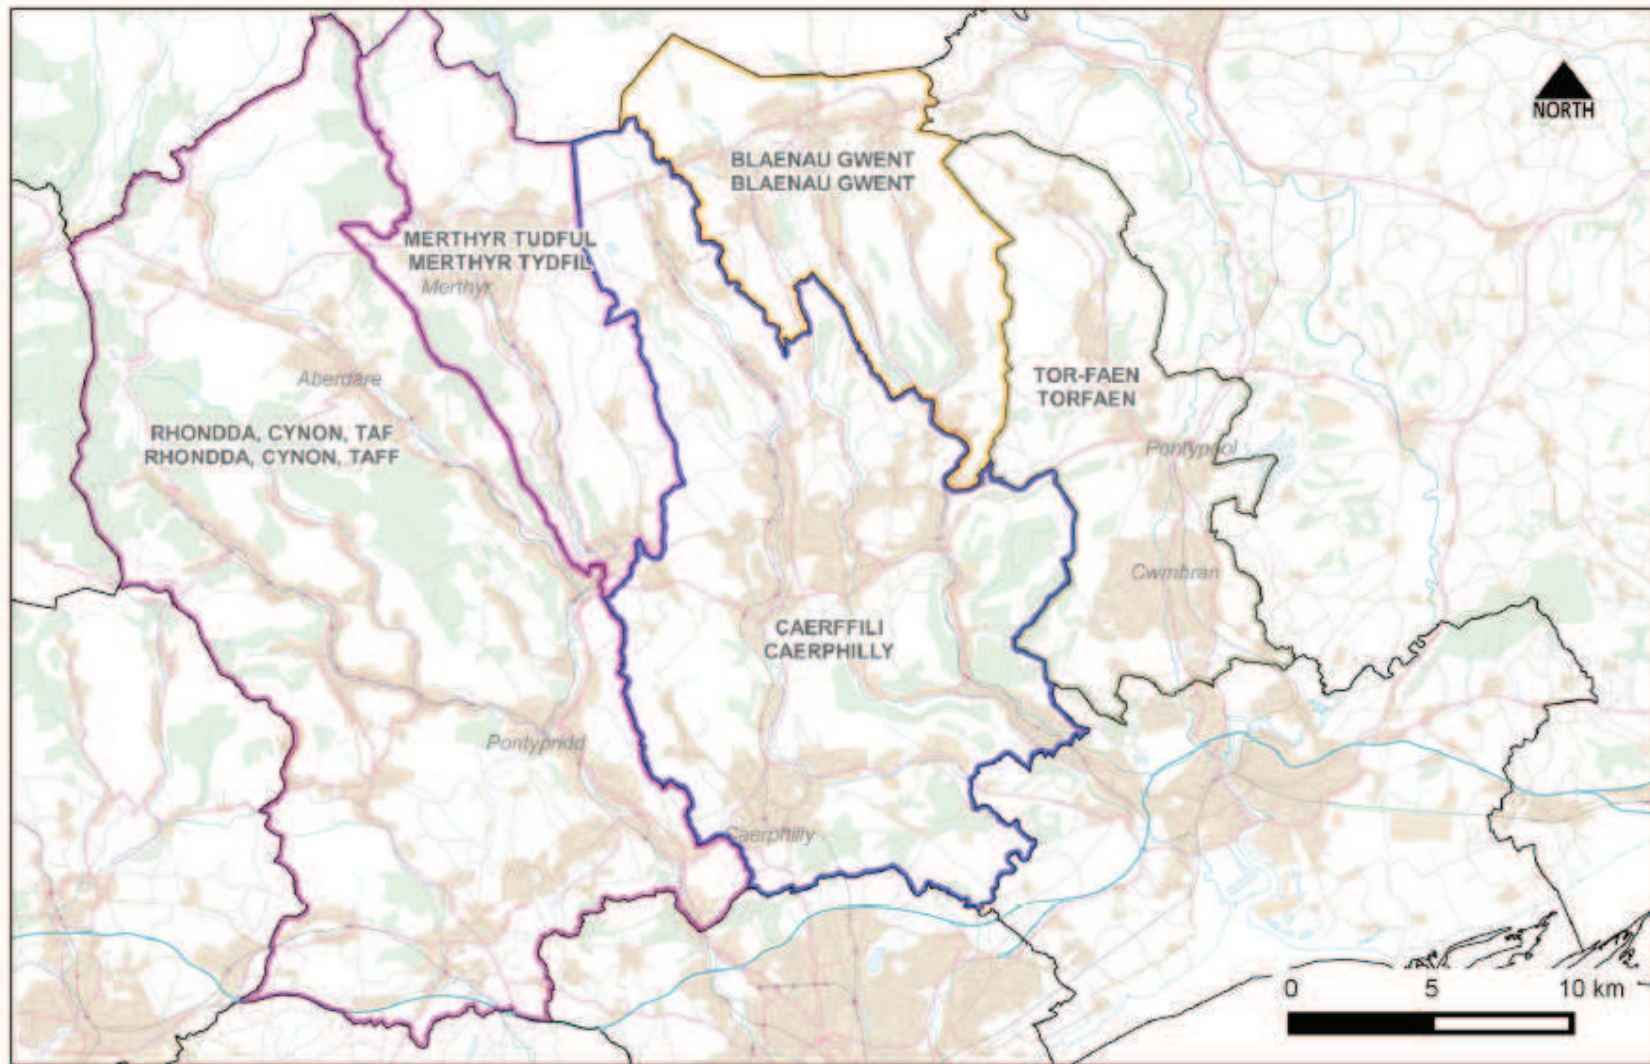 NORTH
BLAENAU GWENT
BLAENAU GWENT
MERTHYR TUDFUL
MERTHYR TYDFIL
Merthyr
TOR-FAEN
TORFAEN
Aberdare
RHONDDA, CYNON, TAF
RHONDDA, CYNON, TAFF
Pontypool
Cwmbran
CAERFFILI
CAERPHILLY
Pontypridd
Caerphilly
0 5 10 km